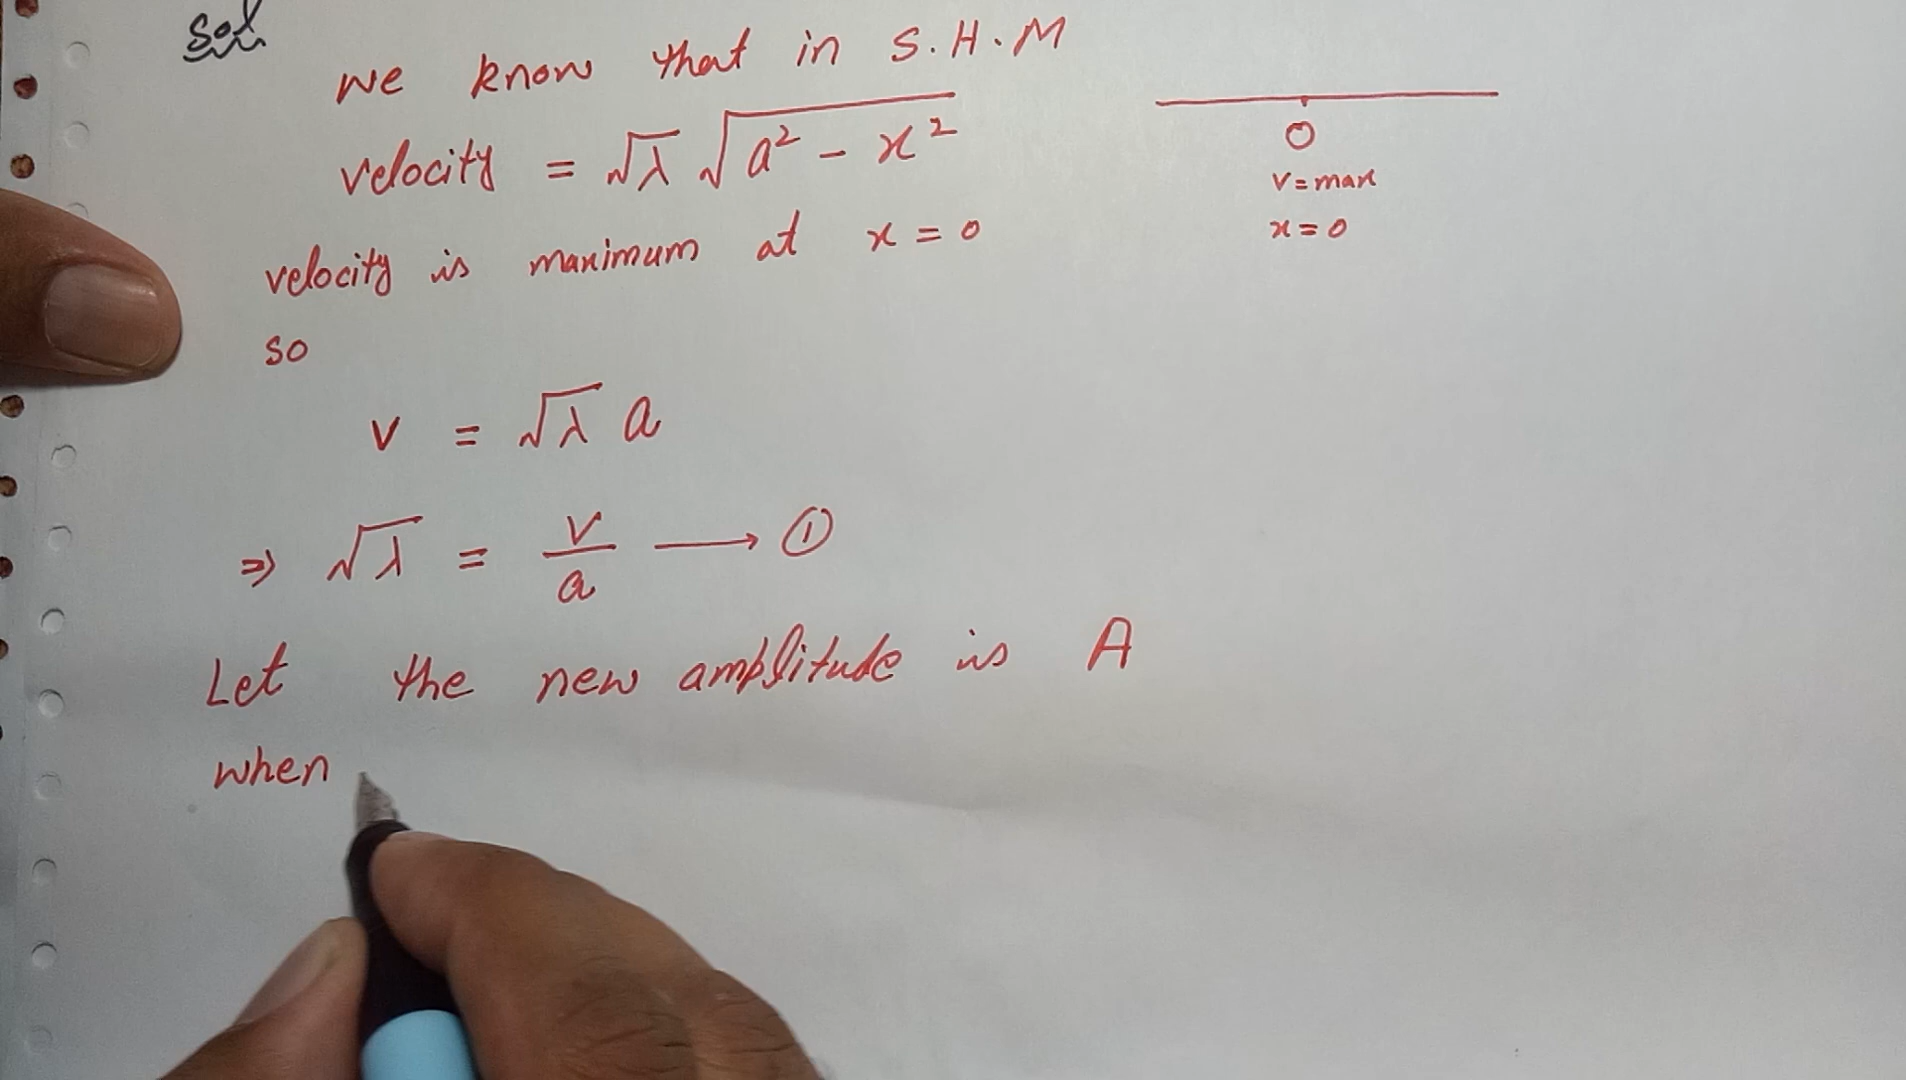 Sol
we know that in S.H.M
velocity = √λ √a² - x²
O
v = max
x = 0
velocity is maximum at x = 0
so
v = √λ a
⇒ √λ = v/a ⟶ ①
Let the new amplitude is A
when